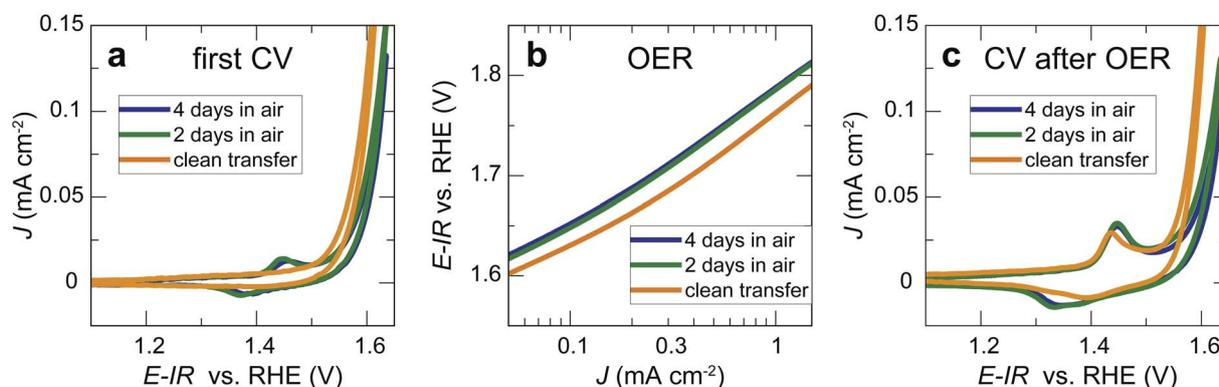 a first CV
4 days in air
2 days in air
clean transfer
0.15
0.1
0.05
0
J (mA cm-2)
1.2 1.4 1.6
E-IR vs. RHE (V)
b OER
4 days in air
2 days in air
clean transfer
1.8
1.7
1.6
E-IR vs. RHE (V)
0.1 0.3 1
J (mA cm-2)
c CV after OER
4 days in air
2 days in air
clean transfer
0.15
0.1
0.05
0
J (mA cm-2)
1.2 1.4 1.6
E-IR vs. RHE (V)